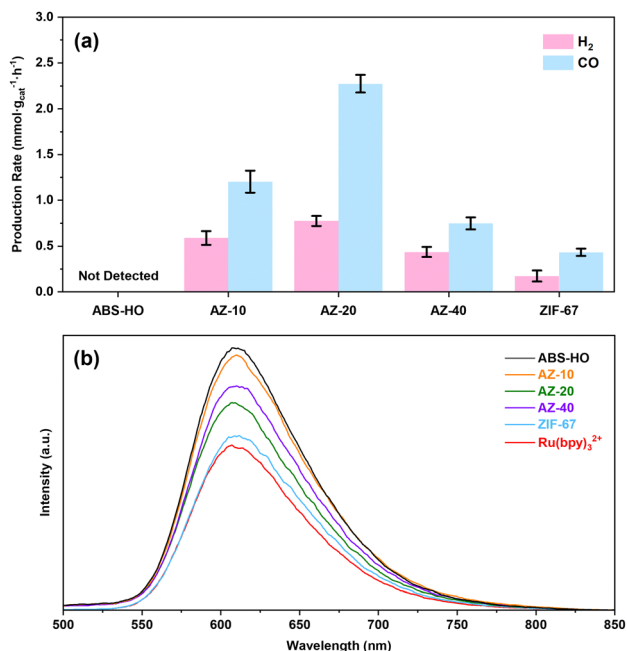 (a)
H₂
CO
Production Rate (mmol·g_cat⁻¹·h⁻¹)
3.0
2.5
2.0
1.5
1.0
0.5
0.0
Not Detected
ABS-HO AZ-10 AZ-20 AZ-40 ZIF-67
(b)
ABS-HO
AZ-10
AZ-20
AZ-40
ZIF-67
Ru(bpy)₃²⁺
Intensity (a.u.)
500 550 600 650 700 750 800 850
Wavelength (nm)